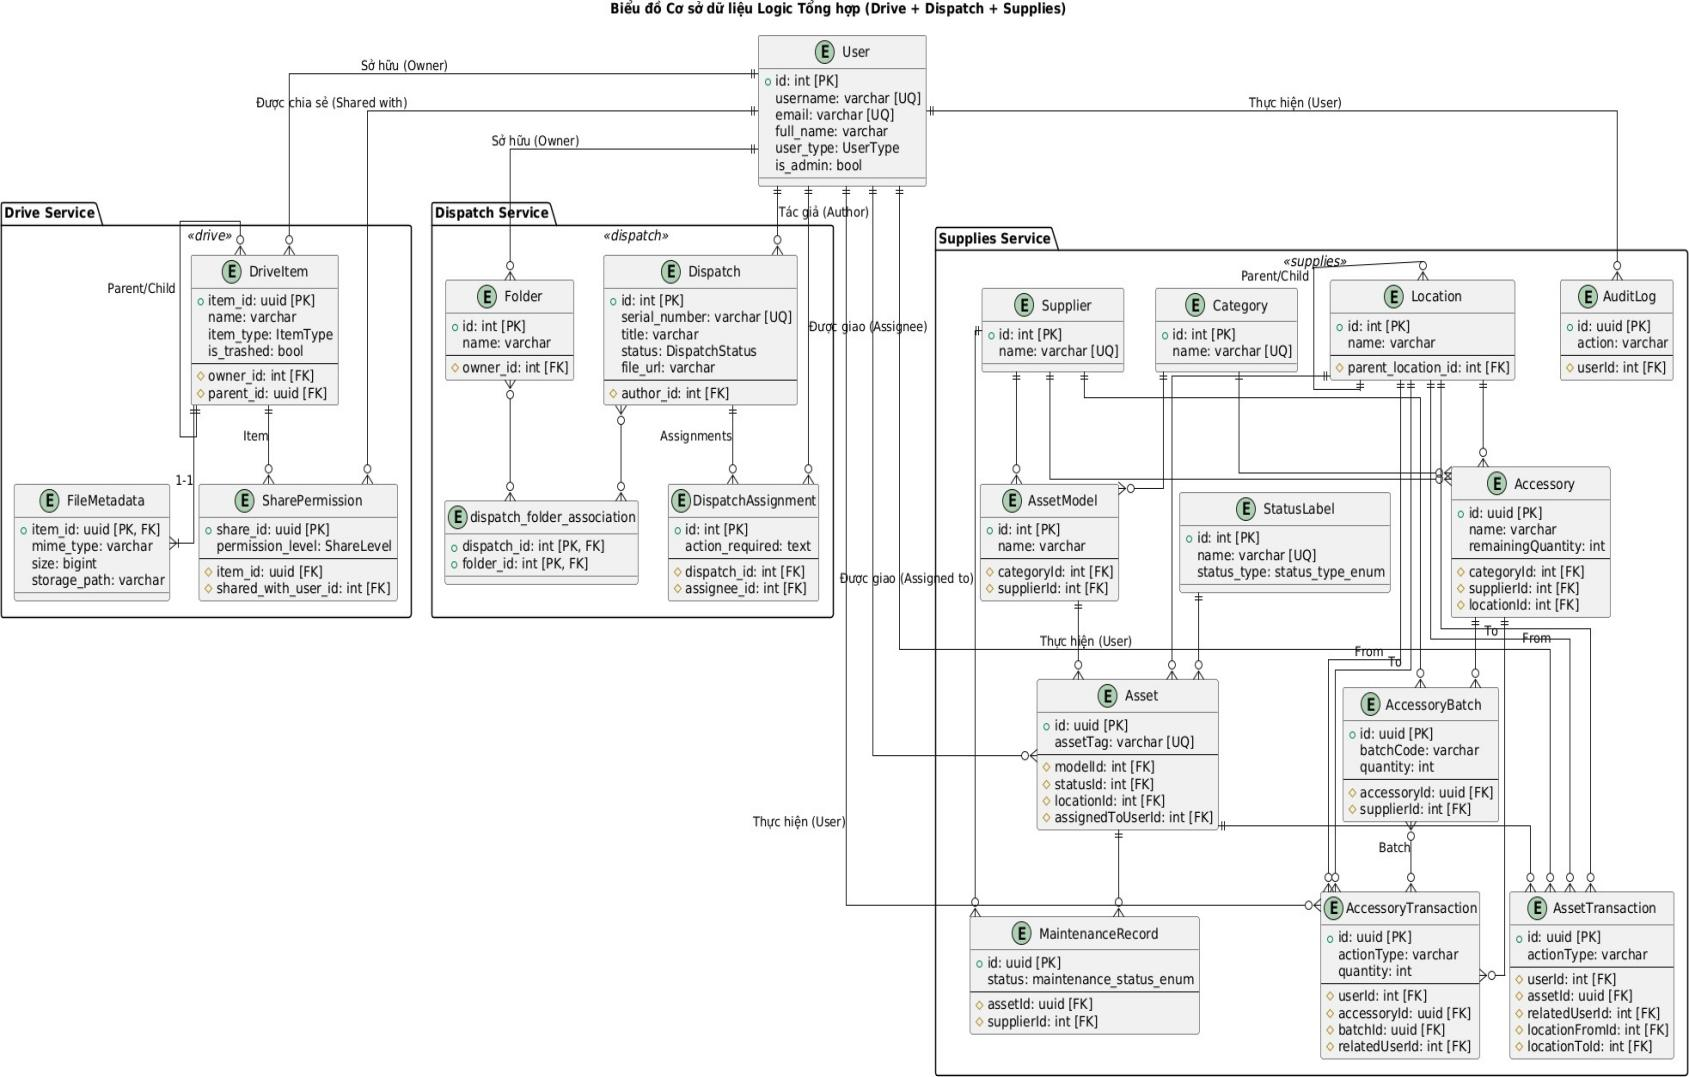 Biểu đồ Cơ sở dữ liệu Logic Tổng hợp (Drive + Dispatch + Supplies)
E User
id: int [PK]
username: varchar [UQ]
email: varchar [UQ]
full_name: varchar
user_type: UserType
is_admin: bool
Sở hữu (Owner)
Được chia sẻ (Shared with)
Sở hữu (Owner)
Thực hiện (User)
Tác giả (Author)
Được giao (Assignee)
Được giao (Assigned to)
Thực hiện (User)
Thực hiện (User)
Drive Service
«drive»
Parent/Child
E DriveItem
item_id: uuid [PK]
name: varchar
item_type: ItemType
is_trashed: bool
owner_id: int [FK]
parent_id: uuid [FK]
Item
1-1
E FileMetadata
item_id: uuid [PK, FK]
mime_type: varchar
size: bigint
storage_path: varchar
E SharePermission
share_id: uuid [PK]
permission_level: ShareLevel
item_id: uuid [FK]
shared_with_user_id: int [FK]
Dispatch Service
«dispatch»
E Folder
id: int [PK]
name: varchar
owner_id: int [FK]
E Dispatch
id: int [PK]
serial_number: varchar [UQ]
title: varchar
status: DispatchStatus
file_url: varchar
author_id: int [FK]
Assignments
E dispatch_folder_association
dispatch_id: int [PK, FK]
folder_id: int [PK, FK]
E DispatchAssignment
id: int [PK]
action_required: text
dispatch_id: int [FK]
assignee_id: int [FK]
Supplies Service
«supplies»
Parent/Child
E Supplier
id: int [PK]
name: varchar [UQ]
E Category
id: int [PK]
name: varchar [UQ]
E Location
id: int [PK]
name: varchar
parent_location_id: int [FK]
E AuditLog
id: uuid [PK]
action: varchar
userId: int [FK]
E AssetModel
id: int [PK]
name: varchar
categoryId: int [FK]
supplierId: int [FK]
E StatusLabel
id: int [PK]
name: varchar [UQ]
status_type: status_type_enum
E Accessory
id: uuid [PK]
name: varchar
remainingQuantity: int
categoryId: int [FK]
supplierId: int [FK]
locationId: int [FK]
To
From
From
To
E Asset
id: uuid [PK]
assetTag: varchar [UQ]
modelId: int [FK]
statusId: int [FK]
locationId: int [FK]
assignedToUserId: int [FK]
E AccessoryBatch
id: uuid [PK]
batchCode: varchar
quantity: int
accessoryId: uuid [FK]
supplierId: int [FK]
Batch
E MaintenanceRecord
id: uuid [PK]
status: maintenance_status_enum
assetId: uuid [FK]
supplierId: int [FK]
E AccessoryTransaction
id: uuid [PK]
actionType: varchar
quantity: int
userId: int [FK]
accessoryId: uuid [FK]
batchId: uuid [FK]
relatedUserId: int [FK]
E AssetTransaction
id: uuid [PK]
actionType: varchar
userId: int [FK]
assetId: uuid [FK]
relatedUserId: int [FK]
locationFromId: int [FK]
locationToId: int [FK]